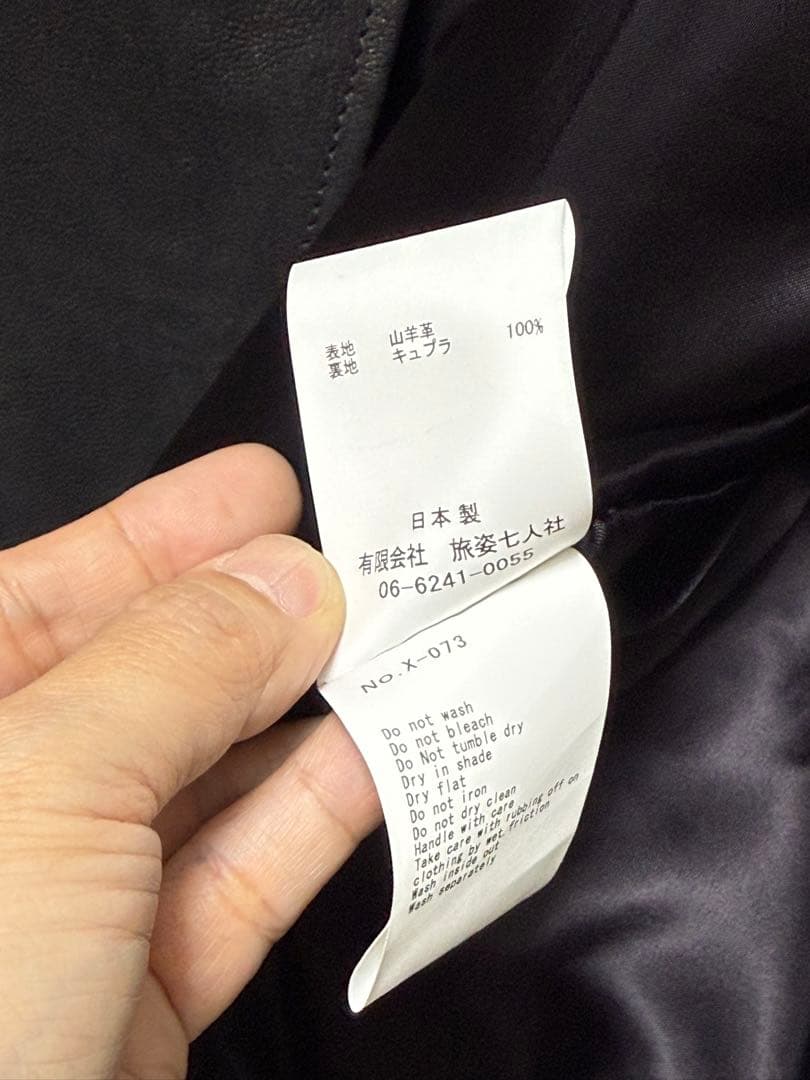 表地 山羊革 100%
裏地 キュプラ
日本製
有限会社 旅姿七人社
06-6241-0055
No.X-073
Do not wash
Do not bleach
Do Not tumble dry
Dry in shade
Dry flat
Do not iron
Do not dry clean
Handle with care
Take care with rubbing off on
clothing by wet friction
Wash inside out
Wash separately